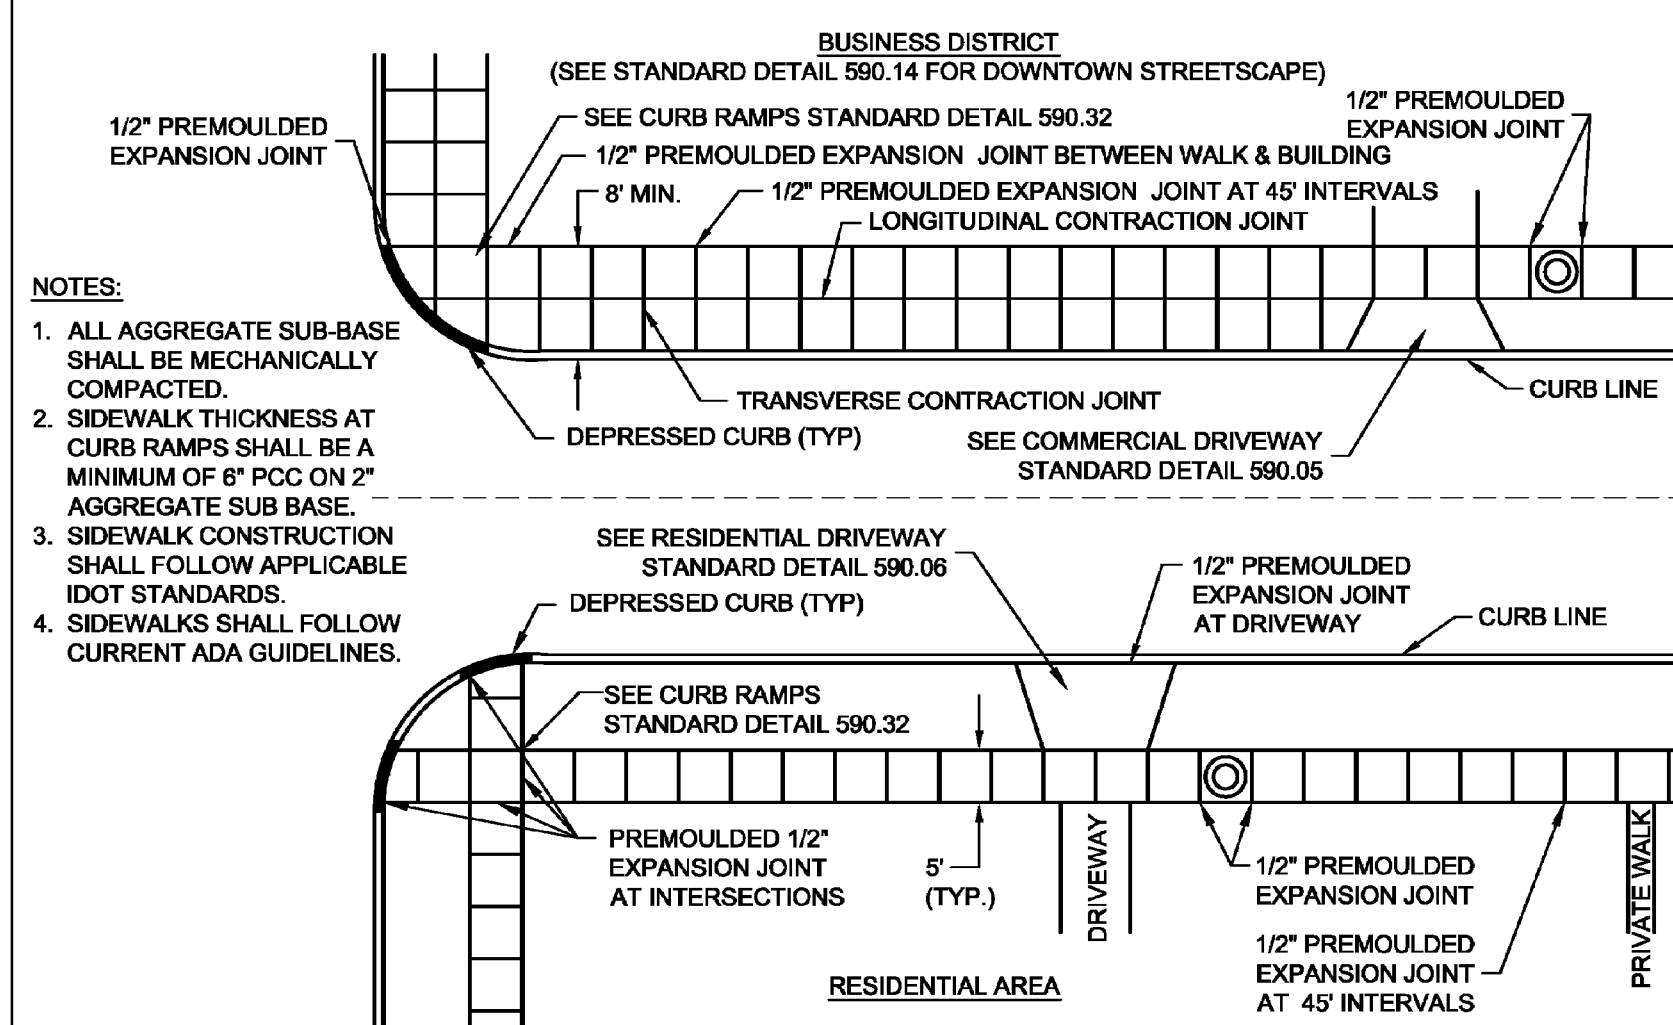 BUSINESS DISTRICT
(SEE STANDARD DETAIL 590.14 FOR DOWNTOWN STREETSCAPE)
1/2" PREMOULDED
EXPANSION JOINT
SEE CURB RAMPS STANDARD DETAIL 590.32
1/2" PREMOULDED
EXPANSION JOINT
1/2" PREMOULDED EXPANSION JOINT BETWEEN WALK & BUILDING
8' MIN.
1/2" PREMOULDED EXPANSION JOINT AT 45' INTERVALS
LONGITUDINAL CONTRACTION JOINT
NOTES:
1. ALL AGGREGATE SUB-BASE
SHALL BE MECHANICALLY
COMPACTED.
2. SIDEWALK THICKNESS AT
CURB RAMPS SHALL BE A
MINIMUM OF 6" PCC ON 2"
AGGREGATE SUB BASE.
3. SIDEWALK CONSTRUCTION
SHALL FOLLOW APPLICABLE
IDOT STANDARDS.
4. SIDEWALKS SHALL FOLLOW
CURRENT ADA GUIDELINES.
TRANSVERSE CONTRACTION JOINT
CURB LINE
DEPRESSED CURB (TYP)
SEE COMMERCIAL DRIVEWAY
STANDARD DETAIL 590.05
SEE RESIDENTIAL DRIVEWAY
STANDARD DETAIL 590.06
DEPRESSED CURB (TYP)
1/2" PREMOULDED
EXPANSION JOINT
AT DRIVEWAY
CURB LINE
SEE CURB RAMPS
STANDARD DETAIL 590.32
PREMOULDED 1/2"
EXPANSION JOINT
AT INTERSECTIONS
5'
(TYP.)
DRIVEWAY
1/2" PREMOULDED
EXPANSION JOINT
1/2" PREMOULDED
EXPANSION JOINT
AT 45' INTERVALS
PRIVATE WALK
RESIDENTIAL AREA